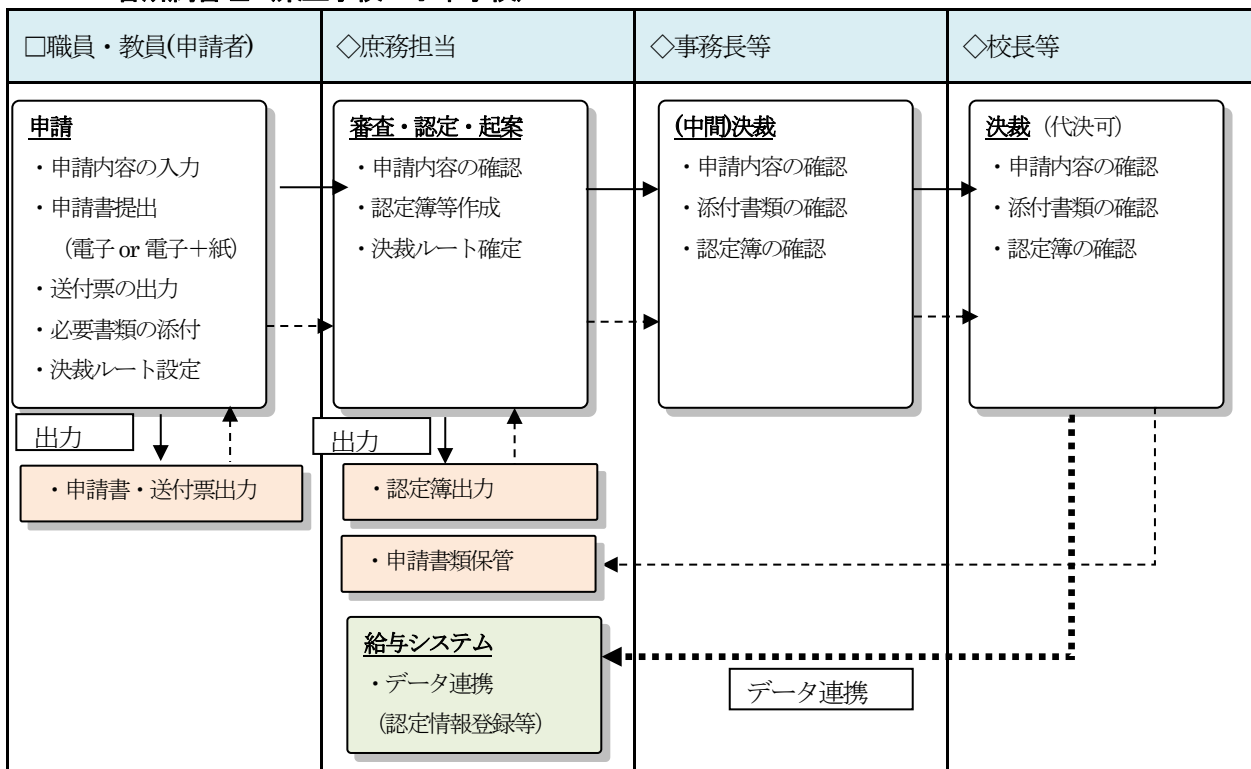 □職員・教員(申請者)
◇庶務担当
◇事務長等
◇校長等
申請
・申請内容の入力
・申請書提出
(電子 or 電子＋紙)
・送付票の出力
・必要書類の添付
・決裁ルート設定
審査・認定・起案
・申請内容の確認
・認定簿等作成
・決裁ルート確定
(中間)決裁
・申請内容の確認
・添付書類の確認
・認定簿の確認
決裁（代決可）
・申請内容の確認
・添付書類の確認
・認定簿の確認
出力
・申請書・送付票出力
出力
・認定簿出力
・申請書類保管
給与システム
・データ連携
(認定情報登録等)
データ連携